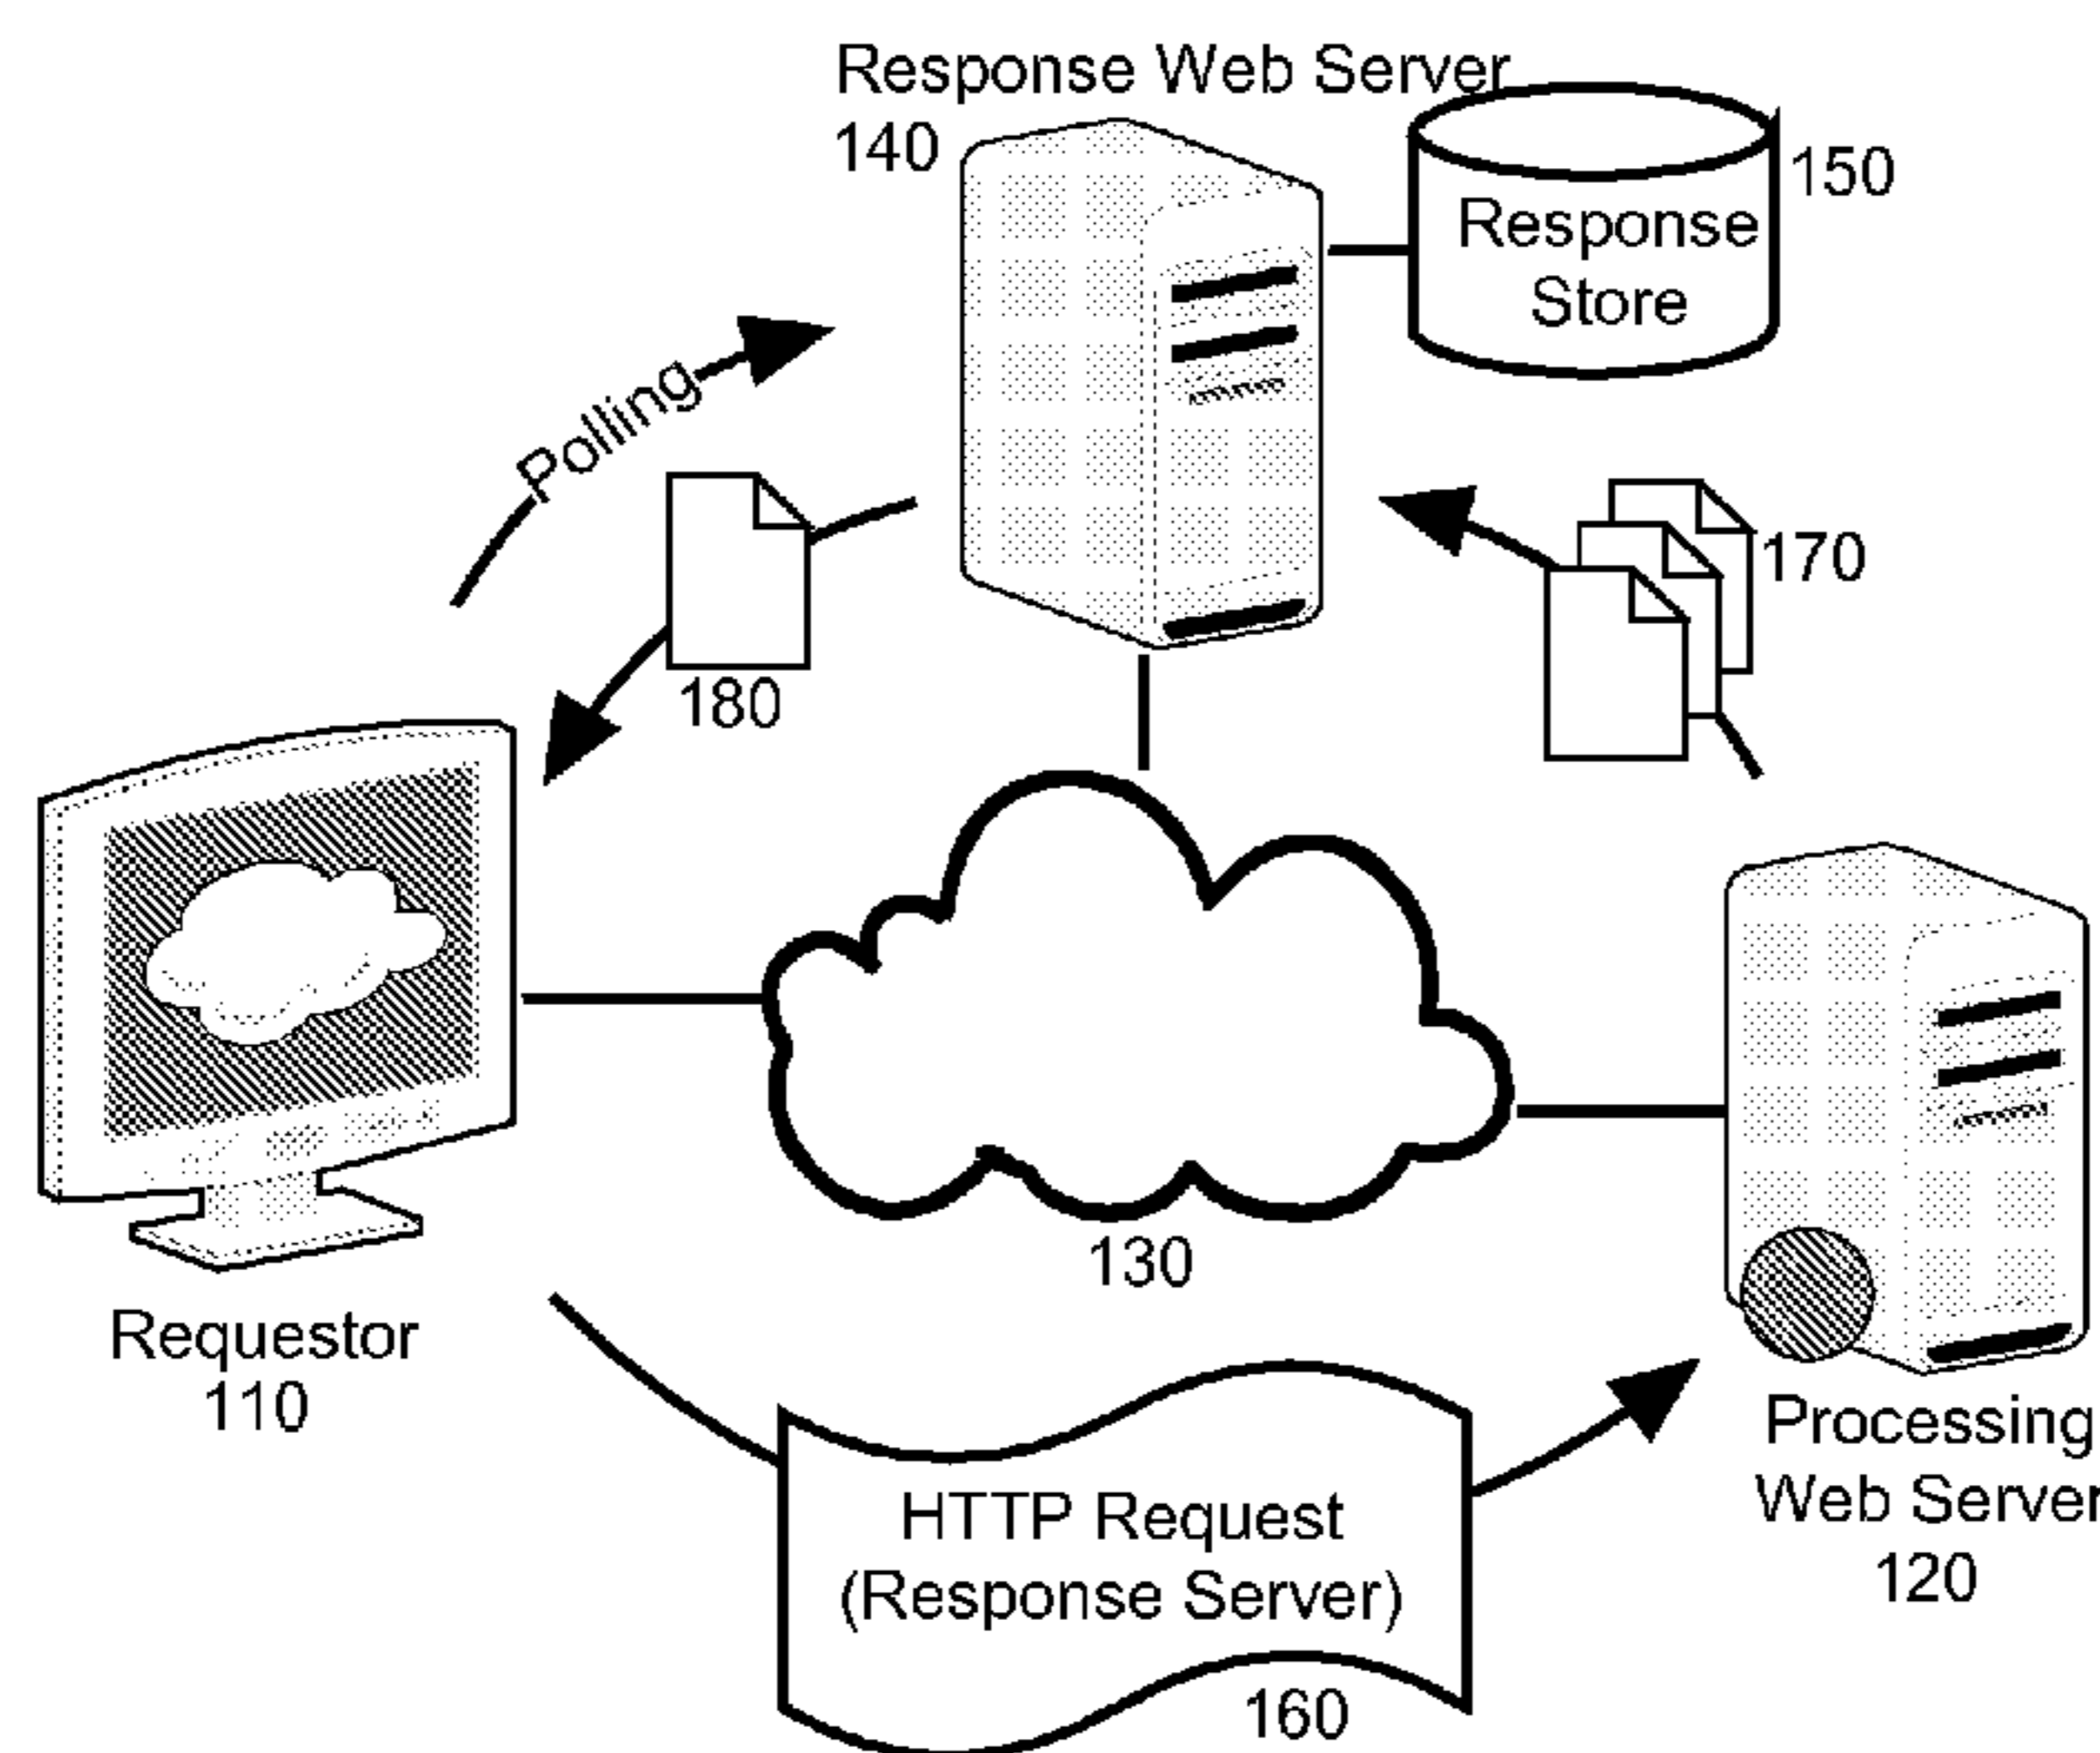 Response Web Server
140
150
Response
Store
Polling
170
180
130
Requestor
110
HTTP Request
(Response Server)
160
Processing
Web Server
120